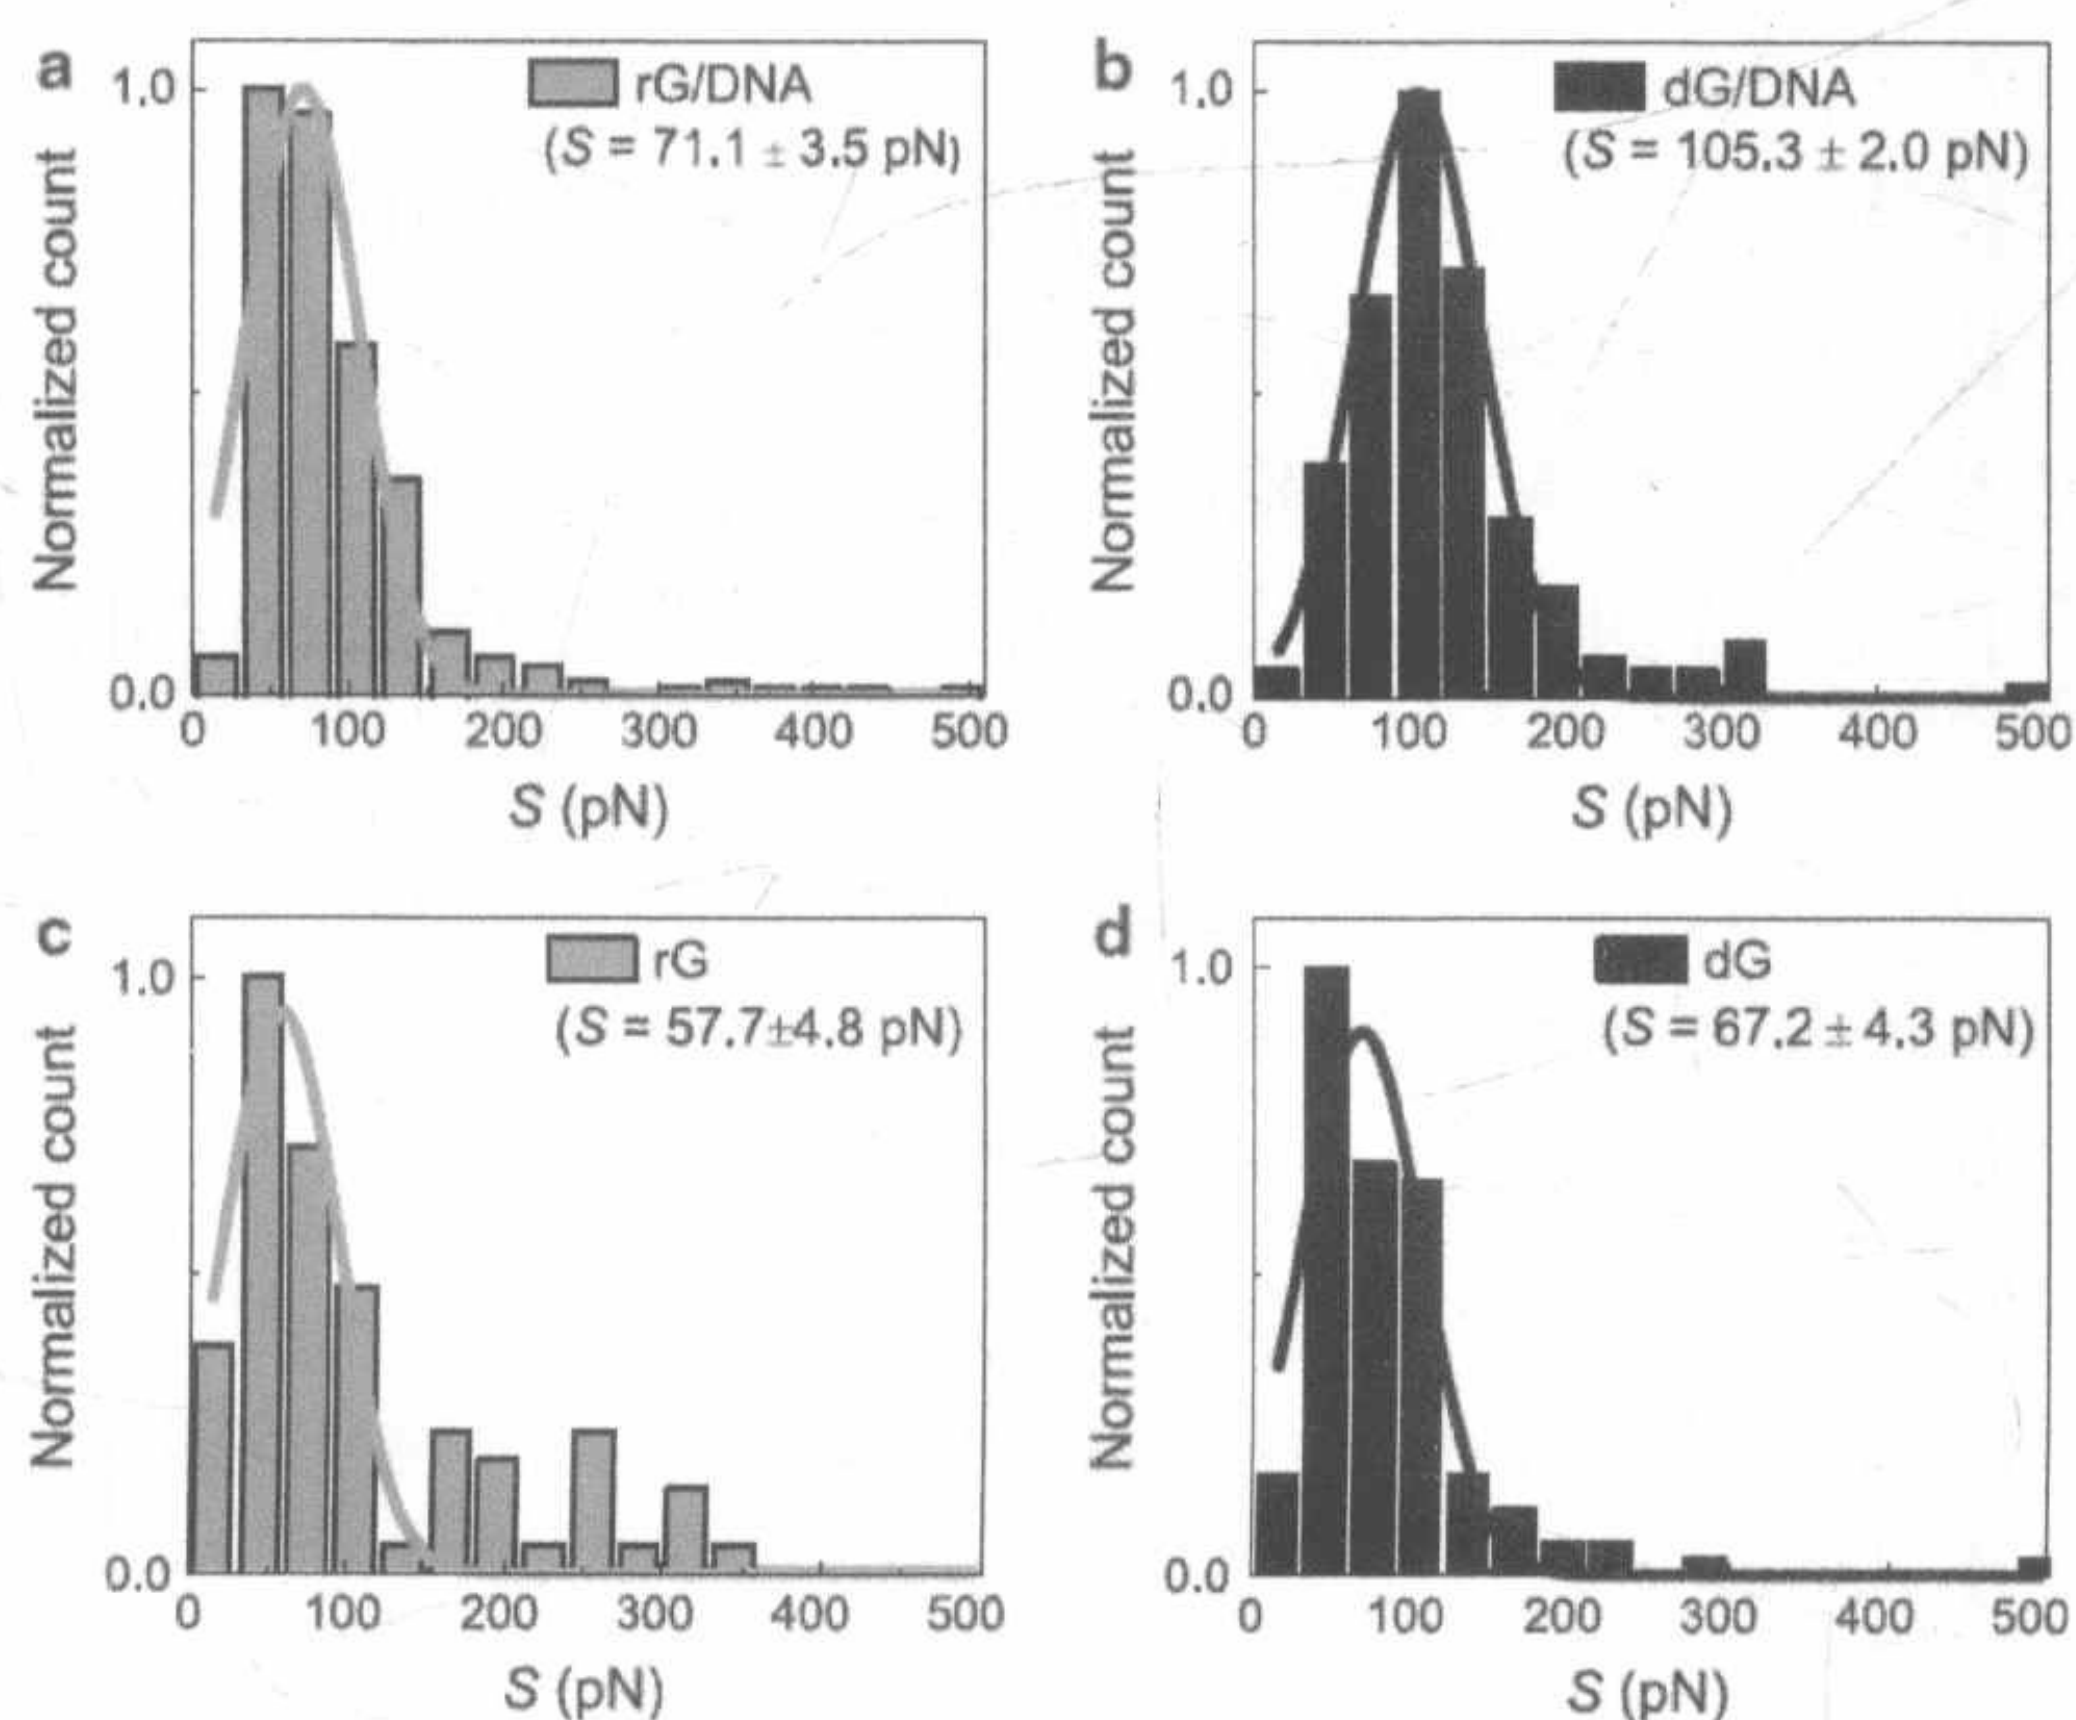 a
1.0
0.0
Normalized count
rG/DNA
(S = 71.1 ± 3.5 pN)
0 100 200 300 400 500
S (pN)
b
1.0
0.0
Normalized count
dG/DNA
(S = 105.3 ± 2.0 pN)
0 100 200 300 400 500
S (pN)
c
1.0
0.0
Normalized count
rG
(S = 57.7±4.8 pN)
0 100 200 300 400 500
S (pN)
d
1.0
0.0
Normalized count
dG
(S = 67.2 ± 4.3 pN)
0 100 200 300 400 500
S (pN)